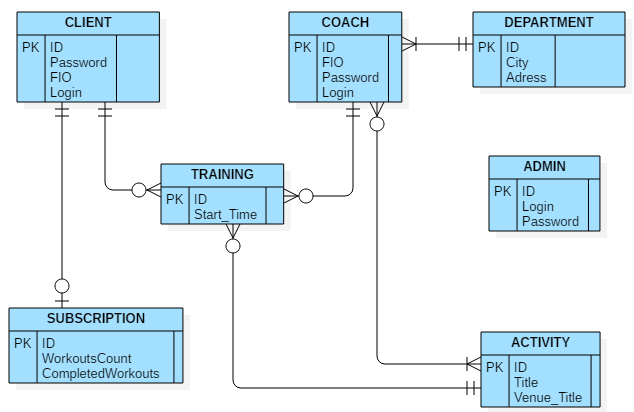 CLIENT
PK ID
Password
FIO
Login
COACH
PK ID
FIO
Password
Login
DEPARTMENT
PK ID
City
Adress
TRAINING
PK ID
Start_Time
ADMIN
PK ID
Login
Password
SUBSCRIPTION
PK ID
WorkoutsCount
CompletedWorkouts
ACTIVITY
PK ID
Title
Venue_Title